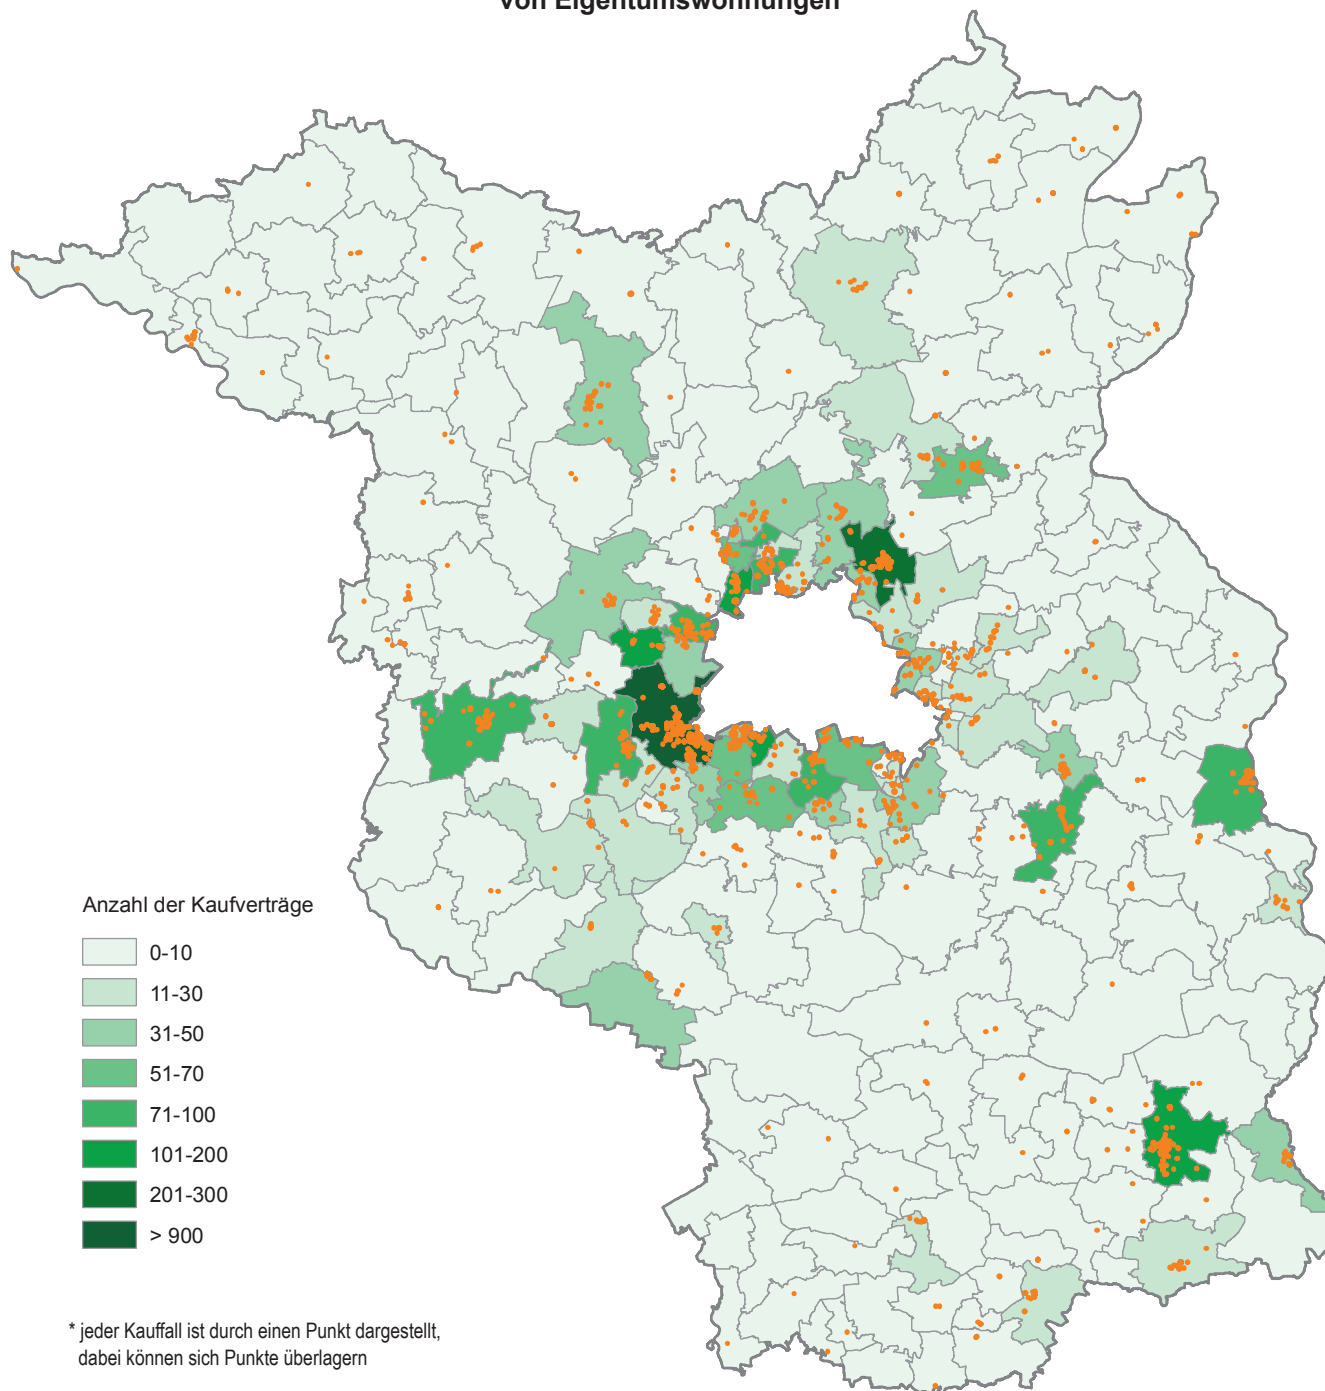 von Eigentumswohnungen
Anzahl der Kaufverträge
0-10
11-30
31-50
51-70
71-100
101-200
201-300
> 900
* jeder Kauffall ist durch einen Punkt dargestellt,
dabei können sich Punkte überlagern